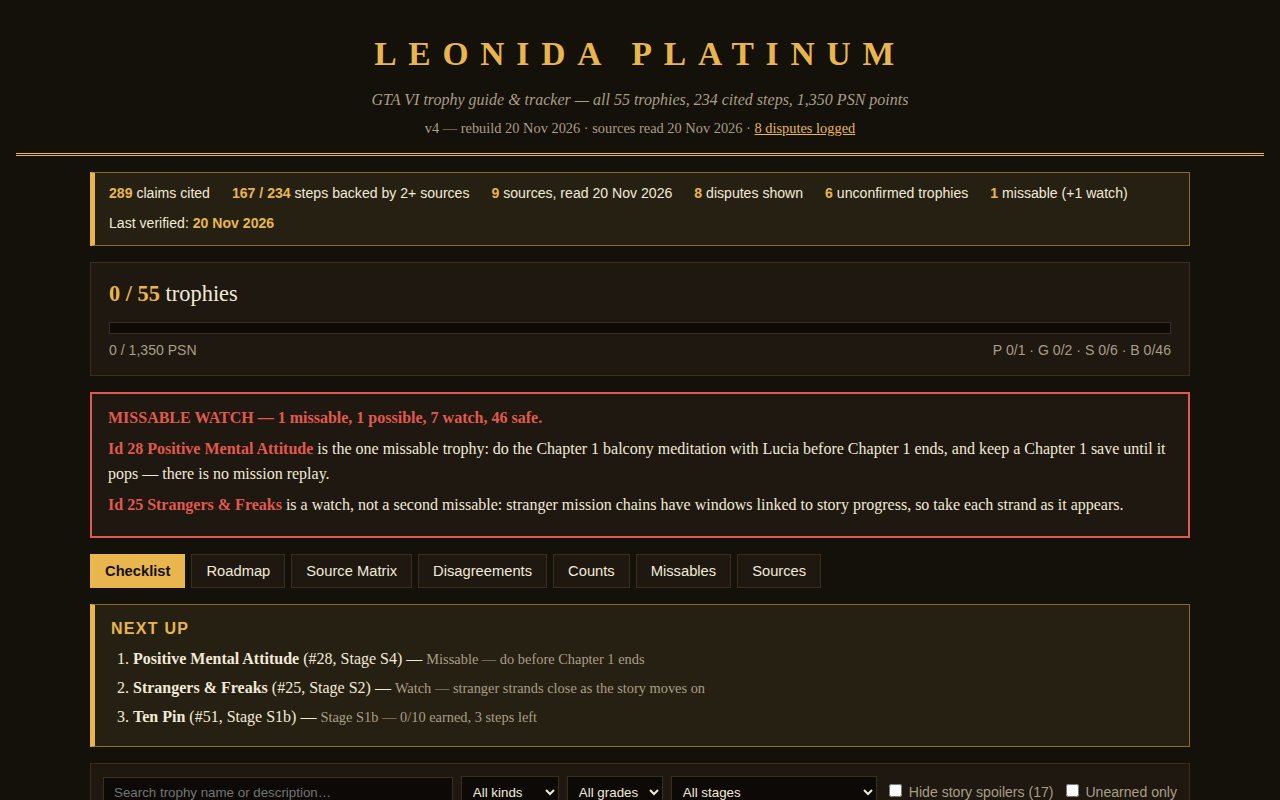 LEONIDA PLATINUM
GTA VI trophy guide & tracker — all 55 trophies, 234 cited steps, 1,350 PSN points
v4 — rebuild 20 Nov 2026 · sources read 20 Nov 2026 · 8 disputes logged
289 claims cited 167 / 234 steps backed by 2+ sources 9 sources, read 20 Nov 2026 8 disputes shown 6 unconfirmed trophies 1 missable (+1 watch)
Last verified: 20 Nov 2026
0 / 55 trophies
0 / 1,350 PSN P 0/1 · G 0/2 · S 0/6 · B 0/46
MISSABLE WATCH — 1 missable, 1 possible, 7 watch, 46 safe.
Id 28 Positive Mental Attitude is the one missable trophy: do the Chapter 1 balcony meditation with Lucia before Chapter 1 ends, and keep a Chapter 1 save until it
pops — there is no mission replay.
Id 25 Strangers & Freaks is a watch, not a second missable: stranger mission chains have windows linked to story progress, so take each strand as it appears.
Checklist Roadmap Source Matrix Disagreements Counts Missables Sources
NEXT UP
1. Positive Mental Attitude (#28, Stage S4) — Missable — do before Chapter 1 ends
2. Strangers & Freaks (#25, Stage S2) — Watch — stranger strands close as the story moves on
3. Ten Pin (#51, Stage S1b) — Stage S1b — 0/10 earned, 3 steps left
Search trophy name or description… All kinds All grades All stages Hide story spoilers (17) Unearned only